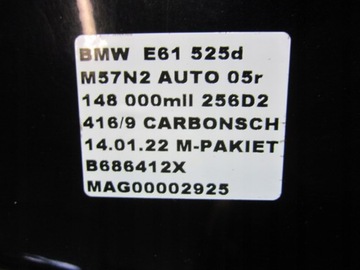 BMW E61 525d
M57N2 AUTO 05r
148 000mll 256D2
416/9 CARBONSCH
14.01.22 M-PAKIET
B686412X
MAG00002925